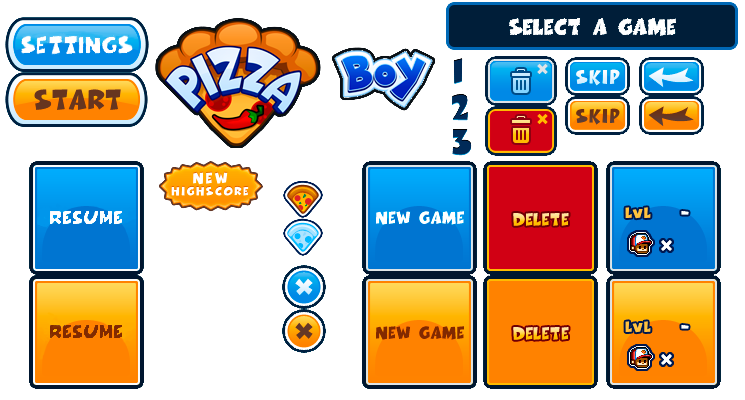 SETTINGS
START
PIZZA
BOY
SELECT A GAME
1
2
3
SKIP
SKIP
NEW
HIGHSCORE
RESUME
NEW GAME
DELETE
LVL -
x
RESUME
NEW GAME
DELETE
LVL -
x